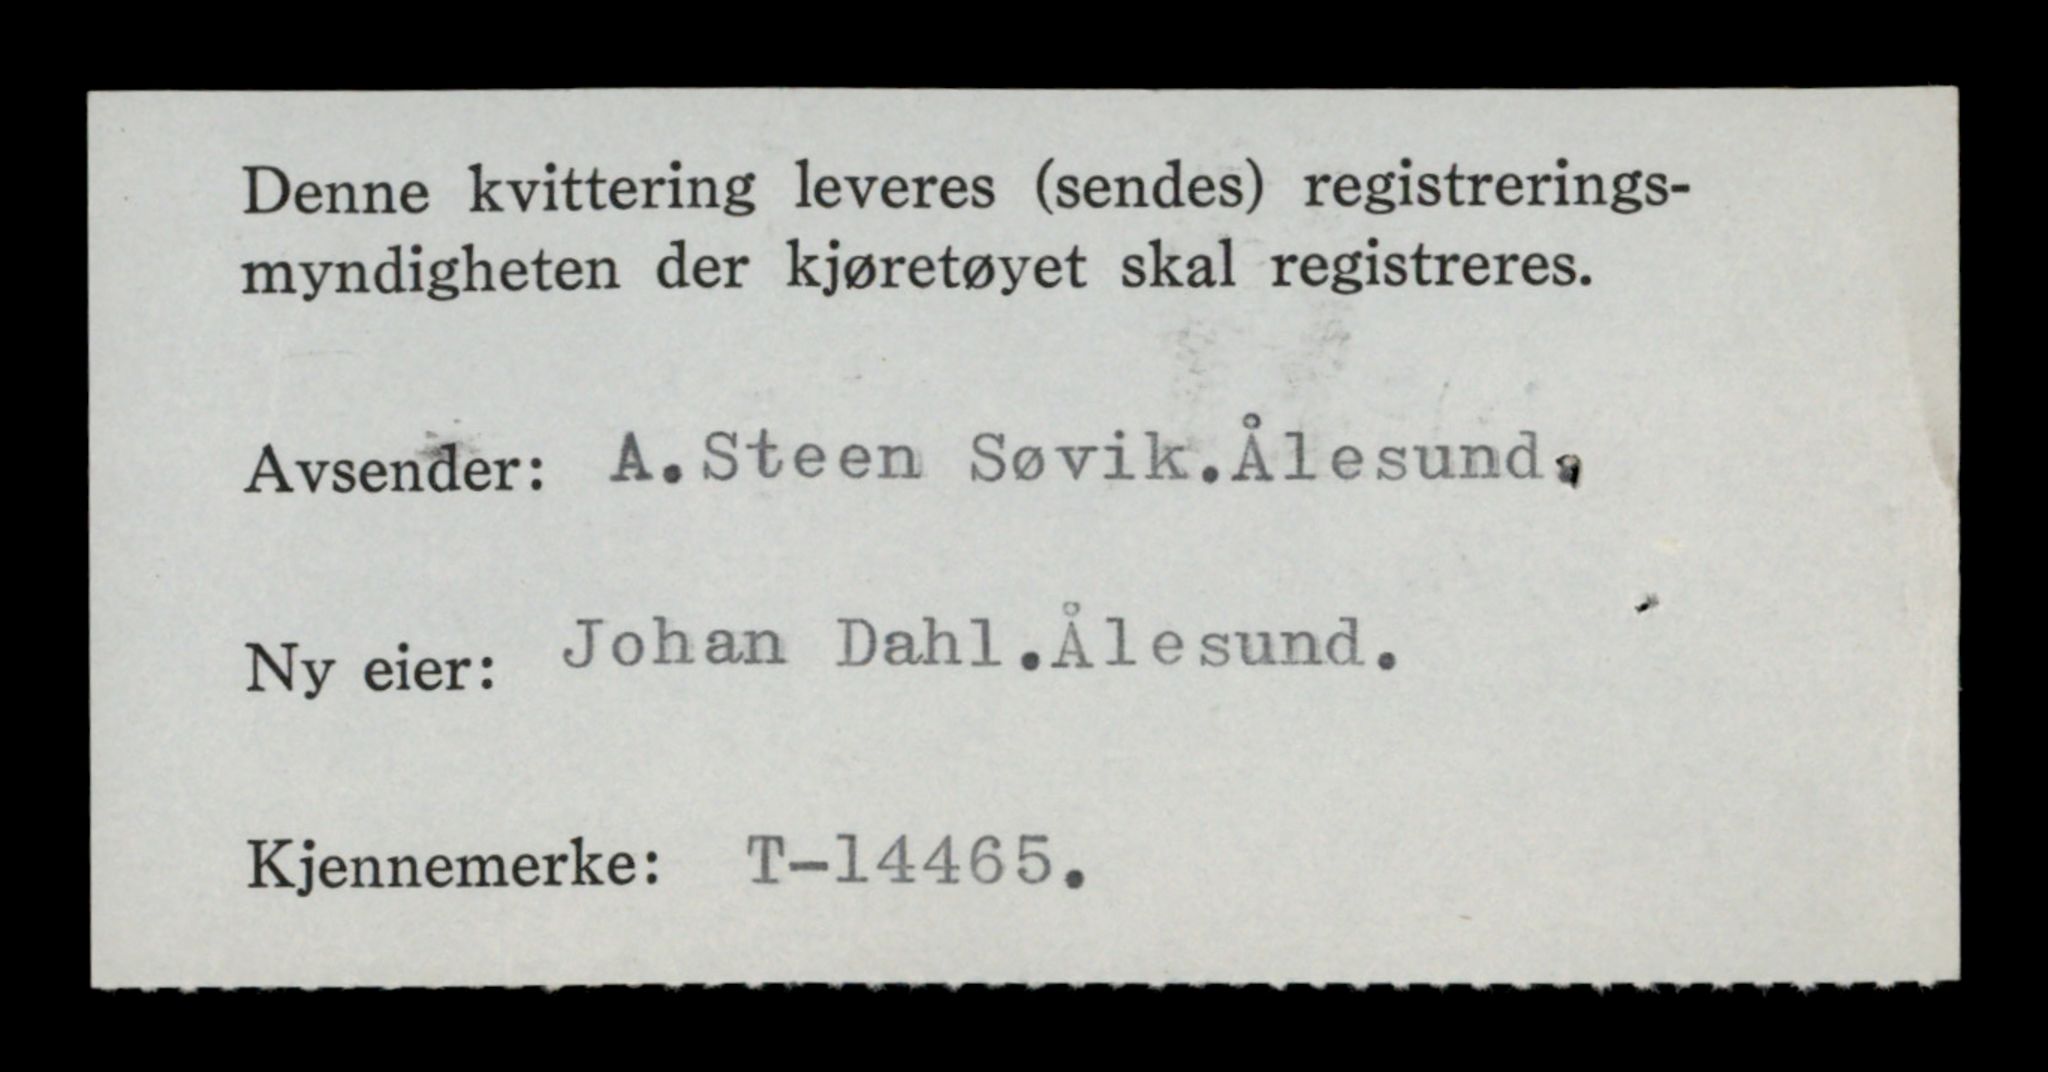 Denne kvittering leveres (sendes) registrerings-
myndigheten der kjøretøyet skal registreres.
Avsender: A.Steen Søvik.Ålesund.
Ny eier: Johan Dahl.Ålesund.
Kjennemerke: T-14465.